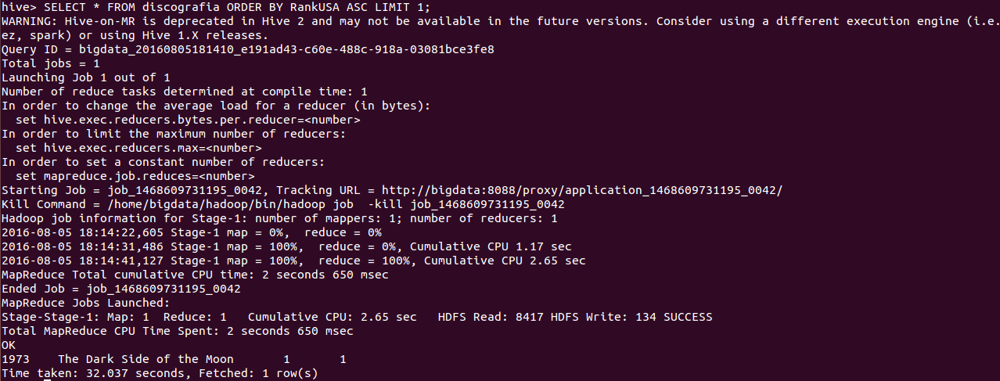 hive> SELECT * FROM discografia ORDER BY RankUSA ASC LIMIT 1;
WARNING: Hive-on-MR is deprecated in Hive 2 and may not be available in the future versions. Consider using a different execution engine (i.e.
ez, spark) or using Hive 1.X releases.
Query ID = bigdata_20160805181410_e191ad43-c60e-488c-918a-03081bce3fe8
Total jobs = 1
Launching Job 1 out of 1
Number of reduce tasks determined at compile time: 1
In order to change the average load for a reducer (in bytes):
  set hive.exec.reducers.bytes.per.reducer=<number>
In order to limit the maximum number of reducers:
  set hive.exec.reducers.max=<number>
In order to set a constant number of reducers:
  set mapreduce.job.reduces=<number>
Starting Job = job_1468609731195_0042, Tracking URL = http://bigdata:8088/proxy/application_1468609731195_0042/
Kill Command = /home/bigdata/hadoop/bin/hadoop job  -kill job_1468609731195_0042
Hadoop job information for Stage-1: number of mappers: 1; number of reducers: 1
2016-08-05 18:14:22,605 Stage-1 map = 0%,  reduce = 0%
2016-08-05 18:14:31,486 Stage-1 map = 100%,  reduce = 0%, Cumulative CPU 1.17 sec
2016-08-05 18:14:41,127 Stage-1 map = 100%,  reduce = 100%, Cumulative CPU 2.65 sec
MapReduce Total cumulative CPU time: 2 seconds 650 msec
Ended Job = job_1468609731195_0042
MapReduce Jobs Launched:
Stage-Stage-1: Map: 1  Reduce: 1   Cumulative CPU: 2.65 sec   HDFS Read: 8417 HDFS Write: 134 SUCCESS
Total MapReduce CPU Time Spent: 2 seconds 650 msec
OK
1973	The Dark Side of the Moon	1	1
Time taken: 32.037 seconds, Fetched: 1 row(s)